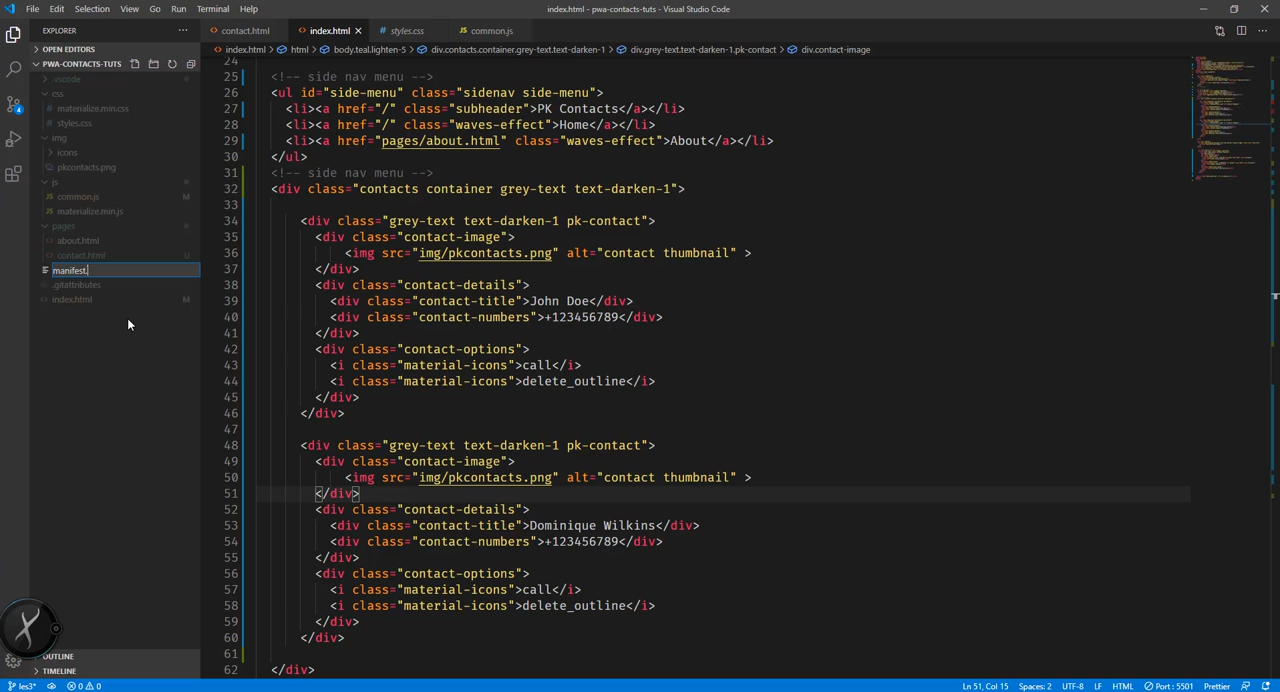 File Edit Selection View Go Run Terminal Help
index.html - pwa-contacts-tuts - Visual Studio Code
EXPLORER
contact.html
index.html
styles.css
common.js
OPEN EDITORS
index.html > html > body.teal.lighten-5 > div.contacts.container.grey-text.text-darken-1 > div.grey-text.text-darken-1.pk-contact > div.contact-image
PWA-CONTACTS-TUTS
.vscode
css
materialize.min.css
styles.css
img
icons
pkcontacts.png
js
common.js M
materialize.min.js
pages
about.html
contact.html U
manifest.
.gitattributes
index.html M
OUTLINE
TIMELINE
24
25 <!-- side nav menu -->
26 <ul id="side-menu" class="sidenav side-menu">
27 <li><a href="/" class="subheader">PK Contacts</a></li>
28 <li><a href="/" class="waves-effect">Home</a></li>
29 <li><a href="pages/about.html" class="waves-effect">About</a></li>
30 </ul>
31 <!-- side nav menu -->
32 <div class="contacts container grey-text text-darken-1">
33
34 <div class="grey-text text-darken-1 pk-contact">
35 <div class="contact-image">
36 <img src="img/pkcontacts.png" alt="contact thumbnail" >
37 </div>
38 <div class="contact-details">
39 <div class="contact-title">John Doe</div>
40 <div class="contact-numbers">+123456789</div>
41 </div>
42 <div class="contact-options">
43 <i class="material-icons">call</i>
44 <i class="material-icons">delete_outline</i>
45 </div>
46 </div>
47
48 <div class="grey-text text-darken-1 pk-contact">
49 <div class="contact-image">
50 <img src="img/pkcontacts.png" alt="contact thumbnail" >
51 </div>
52 <div class="contact-details">
53 <div class="contact-title">Dominique Wilkins</div>
54 <div class="contact-numbers">+123456789</div>
55 </div>
56 <div class="contact-options">
57 <i class="material-icons">call</i>
58 <i class="material-icons">delete_outline</i>
59 </div>
60 </div>
61
62 </div>
les3* 0 0 Ln 51, Col 15 Spaces: 2 UTF-8 LF HTML Port : 5501 Prettier